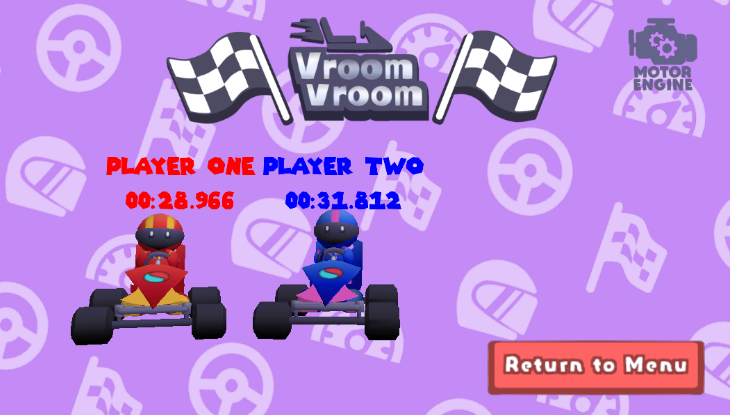 Vroom
Vroom
MOTOR
ENGINE
PLAYER ONE
PLAYER TWO
00:28.966
00:31.812
Return to Menu